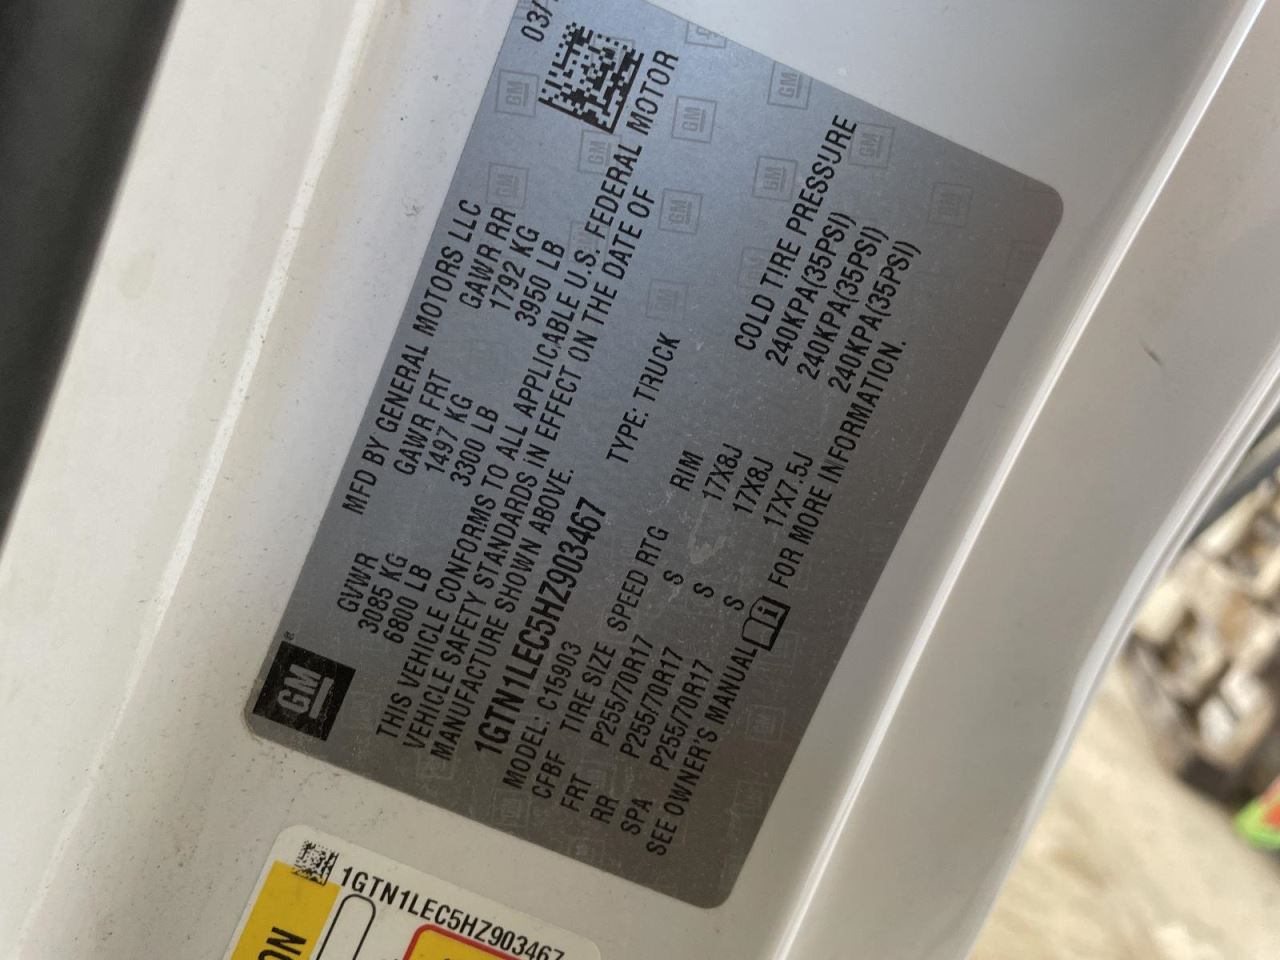 GM
MFD BY GENERAL MOTORS LLC 03/
GVWR GAWR FRT GAWR RR
3085 KG 1497 KG 1792 KG
6800 LB 3300 LB 3950 LB
THIS VEHICLE CONFORMS TO ALL APPLICABLE U.S. FEDERAL MOTOR
VEHICLE SAFETY STANDARDS IN EFFECT ON THE DATE OF
MANUFACTURE SHOWN ABOVE.
1GTN1LEC5HZ903467 TYPE: TRUCK
MODEL: C15903
CFBF TIRE SIZE SPEED RTG RIM COLD TIRE PRESSURE
FRT P255/70R17 S 17X8J 240KPA(35PSI)
RR P255/70R17 S 17X8J 240KPA(35PSI)
SPA P255/70R17 S 17X7.5J 240KPA(35PSI)
SEE OWNER'S MANUAL FOR MORE INFORMATION.
1GTN1LEC5HZ903467
ON